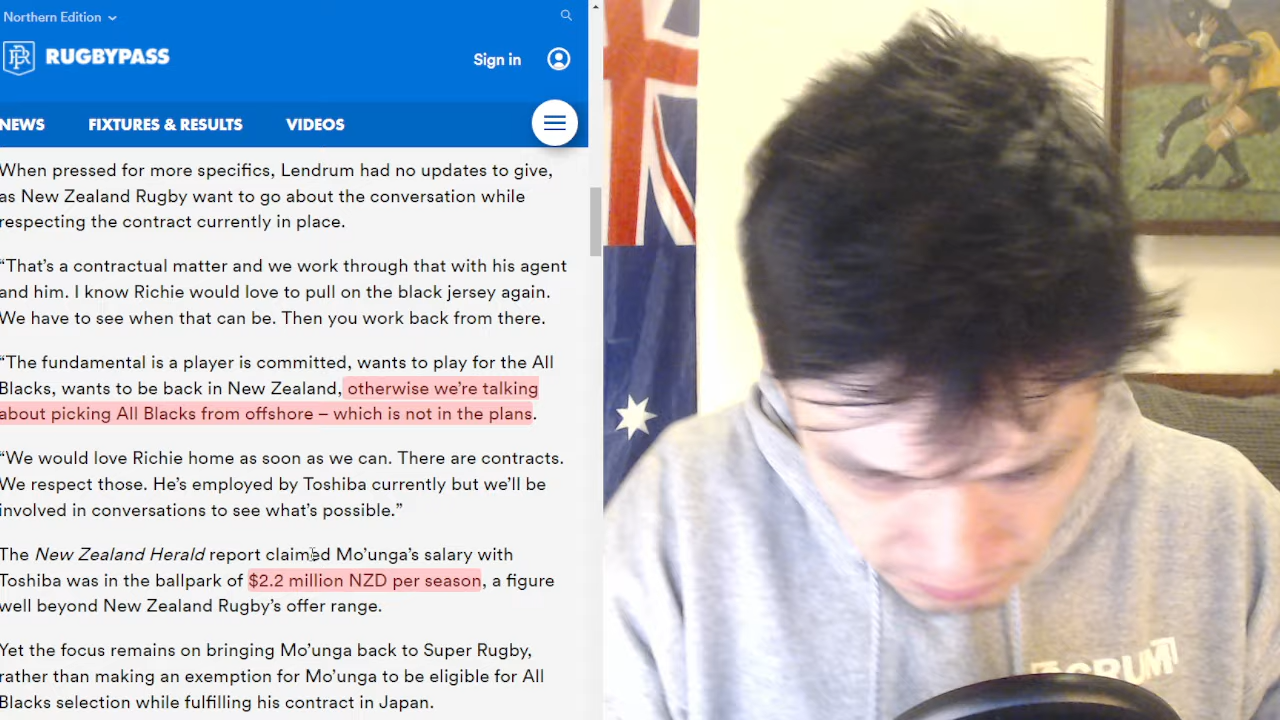 Northern Edition
RUGBYPASS
Sign in
NEWS FIXTURES & RESULTS VIDEOS
When pressed for more specifics, Lendrum had no updates to give,
as New Zealand Rugby want to go about the conversation while
respecting the contract currently in place.
“That’s a contractual matter and we work through that with his agent
and him. I know Richie would love to pull on the black jersey again.
We have to see when that can be. Then you work back from there.
“The fundamental is a player is committed, wants to play for the All
Blacks, wants to be back in New Zealand, otherwise we’re talking
about picking All Blacks from offshore – which is not in the plans.
“We would love Richie home as soon as we can. There are contracts.
We respect those. He’s employed by Toshiba currently but we’ll be
involved in conversations to see what’s possible.”
The New Zealand Herald report claimed Mo’unga’s salary with
Toshiba was in the ballpark of $2.2 million NZD per season, a figure
well beyond New Zealand Rugby’s offer range.
Yet the focus remains on bringing Mo’unga back to Super Rugby,
rather than making an exemption for Mo’unga to be eligible for All
Blacks selection while fulfilling his contract in Japan.